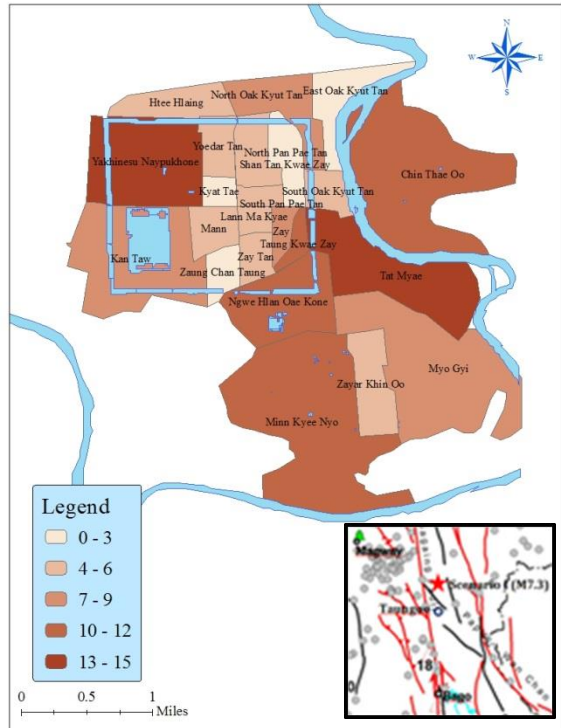 N
W E
S
Htee Hlaing
North Oak Kyut Tan
East Oak Kyut Tan
Yoedar Tan
Yakhinesu Naypukhone
North Pan Pae Tan
Shan Tan Kwae Zay
Chin Thae Oo
Kyat Tae
South Oak Kyut Tan
South Pan Pae Tan
Lann Ma Kyae
Mann
Zay
Taung Kwae Zay
Kan Taw
Zay Tan
Zaung Chan Taung
Tat Myae
Ngwe Hlan Oae Kone
Myo Gyi
Zayar Khin Oo
Minn Kyee Nyo
Legend
0 - 3
4 - 6
7 - 9
10 - 12
13 - 15
0 0.5 1
Miles
Magway
Scenario I (M7.3)
Taungoo
18
Bago